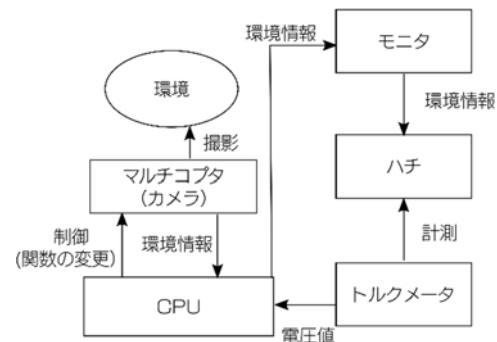 環境情報
モニタ
環境
環境情報
撮影
マルチコプタ
(カメラ)
ハチ
制御
(関数の変更)
環境情報
計測
CPU
トルクメータ
電圧値